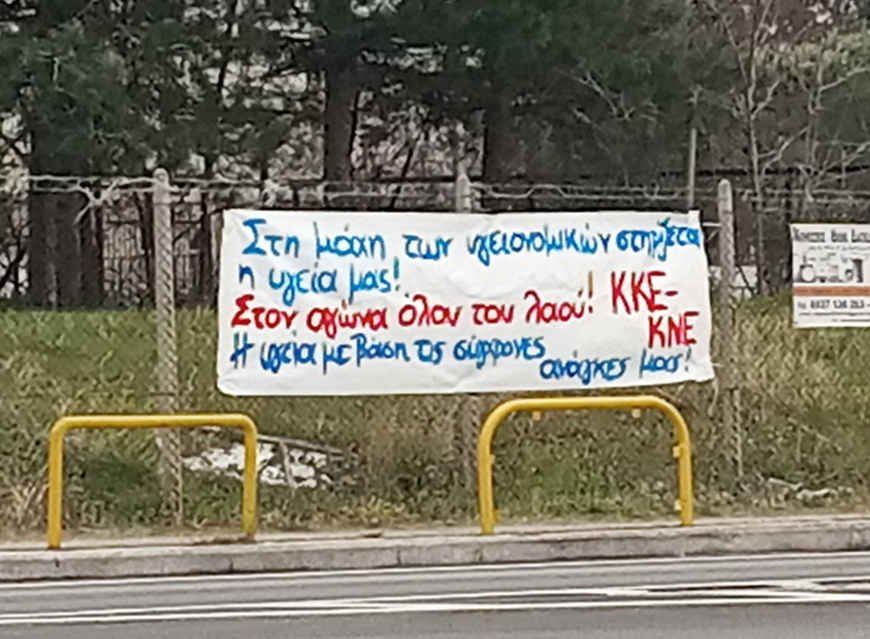 Στη μάχη των υγειονομικών στηρίζεται
η υγεία μας!
Στον αγώνα όλου του λαού! ΚΚΕ-
ΚΝΕ
Η υγεία με βάση τις σύγχρονες
ανάγκες μας!